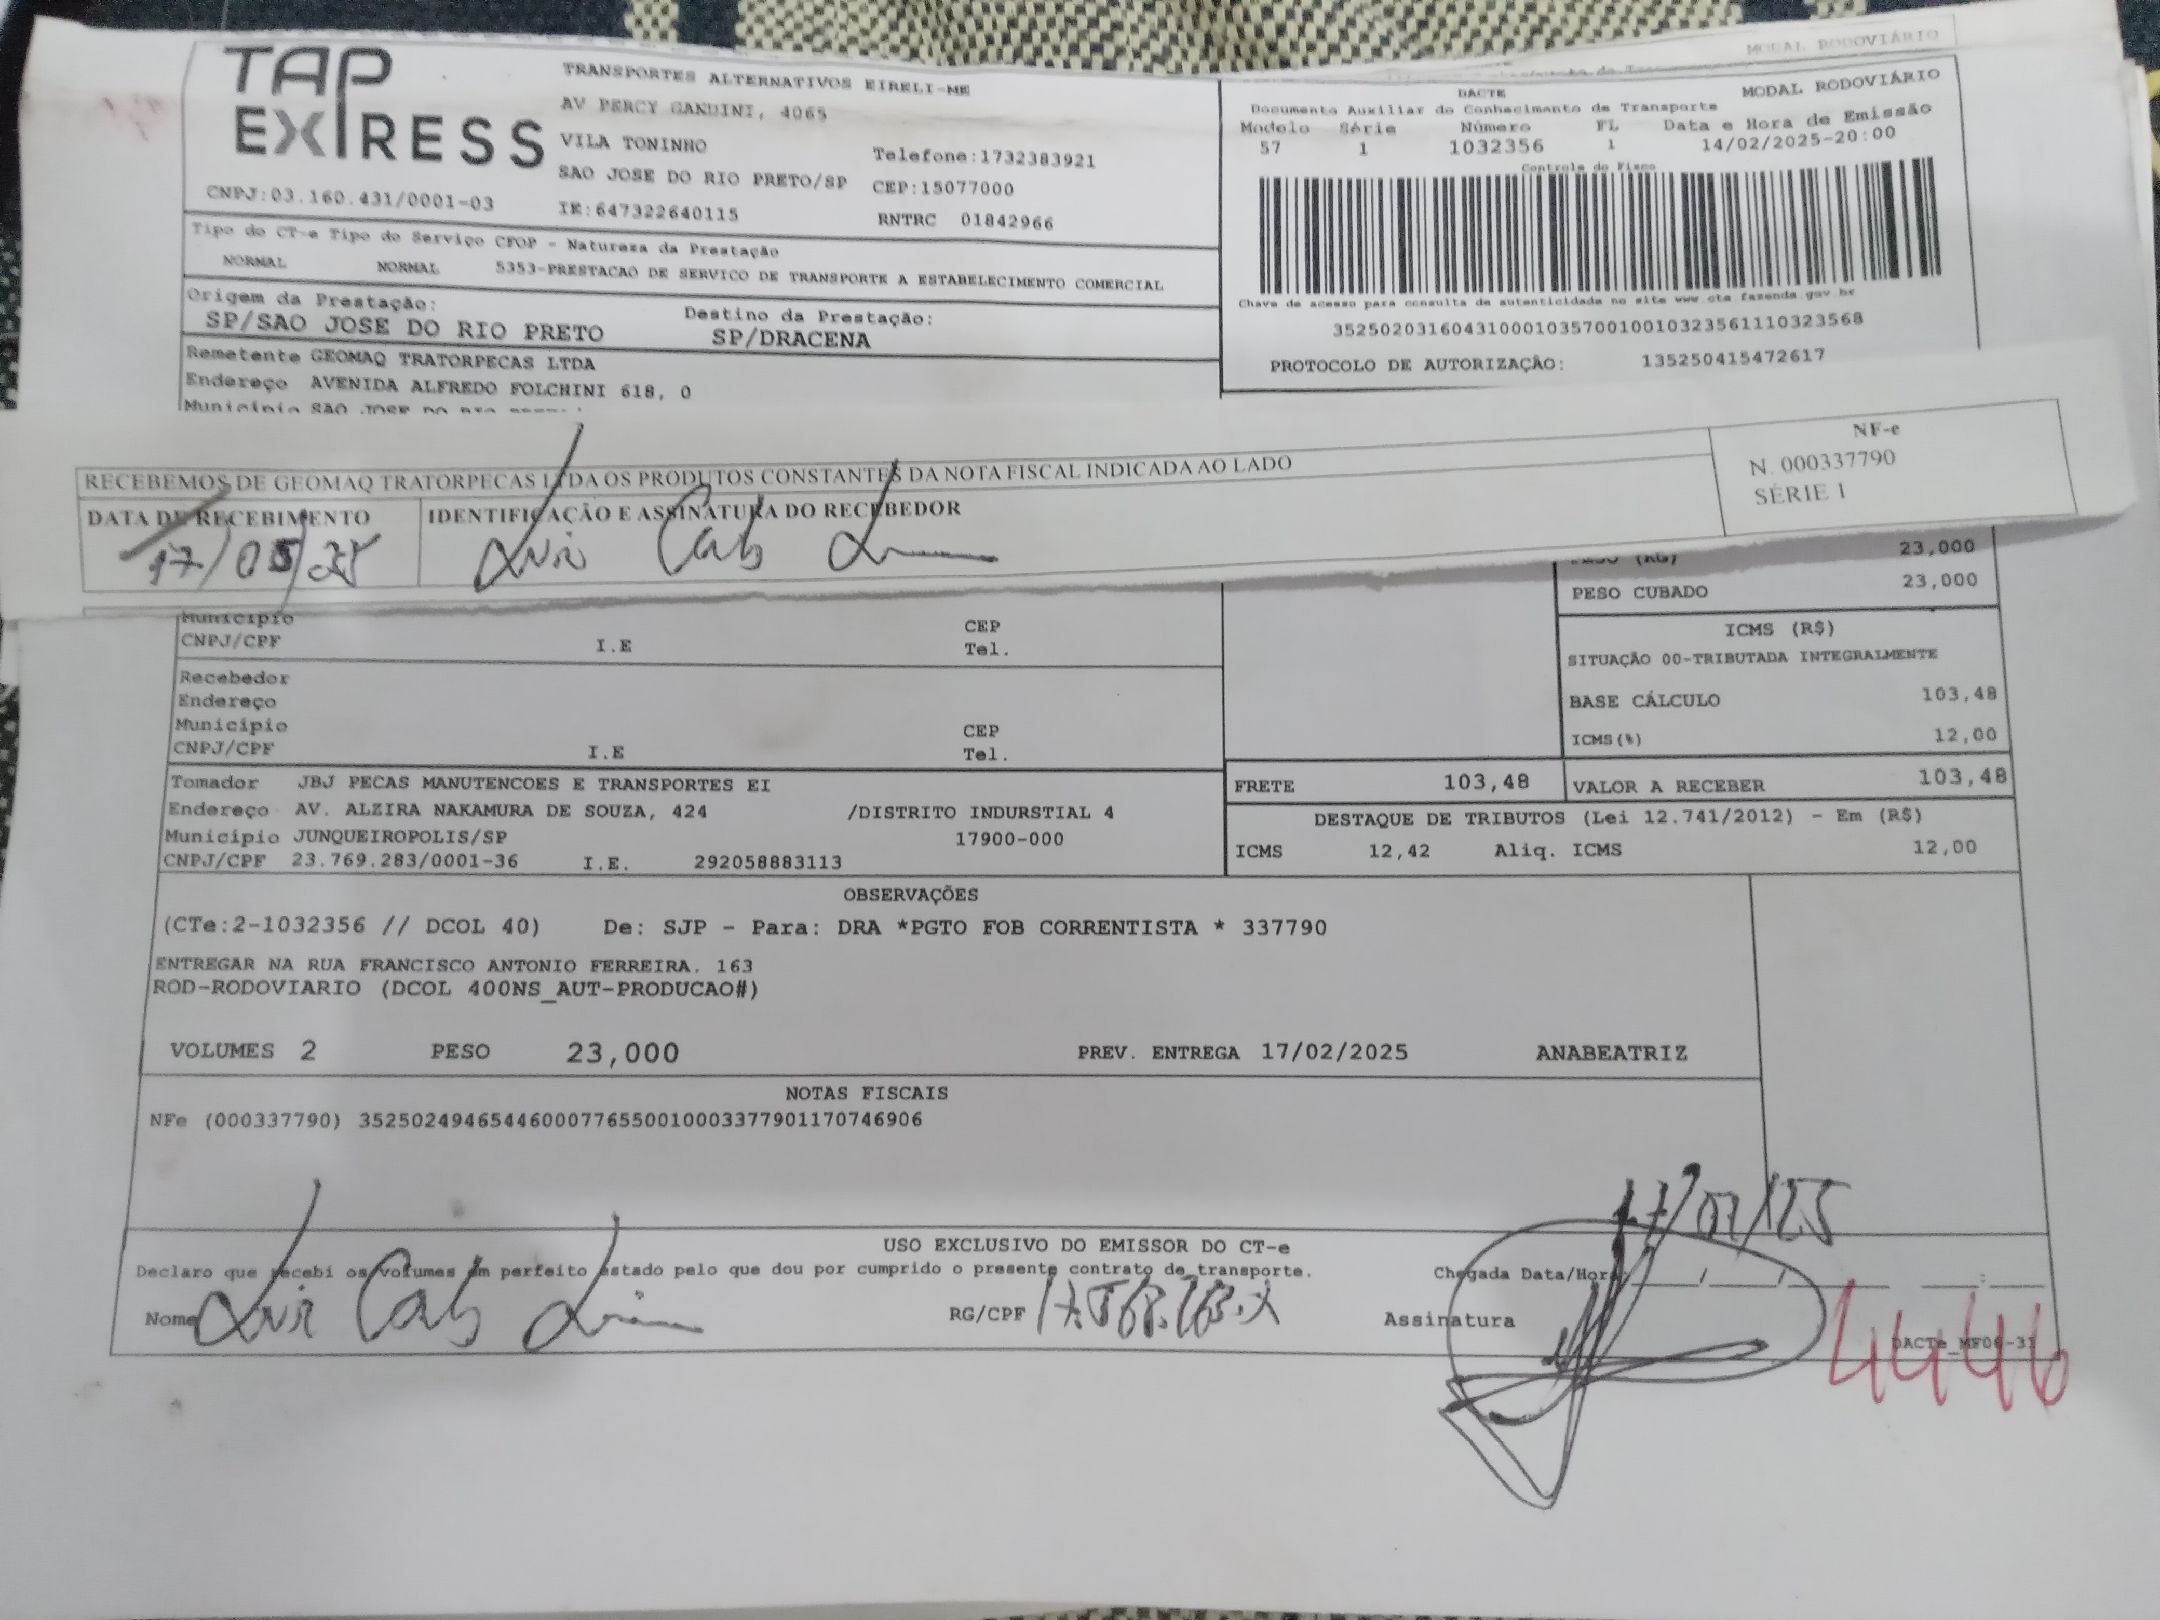 MODAL RODOVIÁRIO
TAP EXPRESS
TRANSPORTES ALTERNATIVOS EIRELI-ME
AV PERCY GANDINI, 4065
VILA TONINHO
Telefone:1732383921
SAO JOSE DO RIO PRETO/SP CEP:15077000
CNPJ:03.160.431/0001-03 IE:647322640115 RNTRC 01842966
DACTE MODAL RODOVIÁRIO
Documento Auxiliar do Conhecimento de Transporte
Modelo Série Número FL Data e Hora de Emissão
57 1 1032356 1 14/02/2025-20:00
Controle do Fisco
Chave de acesso para consulta de autenticidade no site www.cte.fazenda.gov.br
35250203160431000103570010010323561110323568
PROTOCOLO DE AUTORIZAÇÃO: 135250415472617
Tipo do CT-e Tipo do Serviço CFOP - Natureza da Prestação
NORMAL NORMAL 5353-PRESTACAO DE SERVICO DE TRANSPORTE A ESTABELECIMENTO COMERCIAL
Origem da Prestação: Destino da Prestação:
SP/SAO JOSE DO RIO PRETO SP/DRACENA
Remetente GEOMAQ TRATORPECAS LTDA
Endereço AVENIDA ALFREDO FOLCHINI 618, 0
Município SAO JOSE DO RIO
RECEBEMOS DE GEOMAQ TRATORPECAS LTDA OS PRODUTOS CONSTANTES DA NOTA FISCAL INDICADA AO LADO
NF-e
N. 000337790
SÉRIE 1
DATA DE RECEBIMENTO IDENTIFICAÇÃO E ASSINATURA DO RECEBEDOR
Luis
PESO (KG) 23,000
PESO CUBADO 23,000
Município CEP
CNPJ/CPF I.E Tel.
ICMS (R$)
SITUAÇÃO 00-TRIBUTADA INTEGRALMENTE
BASE CÁLCULO 103,48
ICMS(%) 12,00
Recebedor
Endereço
Município CEP
CNPJ/CPF I.E Tel.
Tomador JBJ PECAS MANUTENCOES E TRANSPORTES EI
Endereço AV. ALZIRA NAKAMURA DE SOUZA, 424 /DISTRITO INDURSTIAL 4
Município JUNQUEIROPOLIS/SP 17900-000
CNPJ/CPF 23.769.283/0001-36 I.E. 292058883113
FRETE 103,48 VALOR A RECEBER 103,48
DESTAQUE DE TRIBUTOS (Lei 12.741/2012) - Em (R$)
ICMS 12,42 Aliq. ICMS 12,00
OBSERVAÇÕES
(CTe:2-1032356 // DCOL 40) De: SJP - Para: DRA *PGTO FOB CORRENTISTA * 337790
ENTREGAR NA RUA FRANCISCO ANTONIO FERREIRA. 163
ROD-RODOVIARIO (DCOL 400NS_AUT-PRODUCAO#)
VOLUMES 2 PESO 23,000 PREV. ENTREGA 17/02/2025 ANABEATRIZ
NOTAS FISCAIS
NFe (000337790) 35250249465446000776550010003377901170746906
USO EXCLUSIVO DO EMISSOR DO CT-e
Declaro que recebi os volumes em perfeito estado pelo que dou por cumprido o presente contrato de transporte.
Chegada Data/Hora
Nome Luis
RG/CPF
Assinatura
DACTe_MF06-31
4446